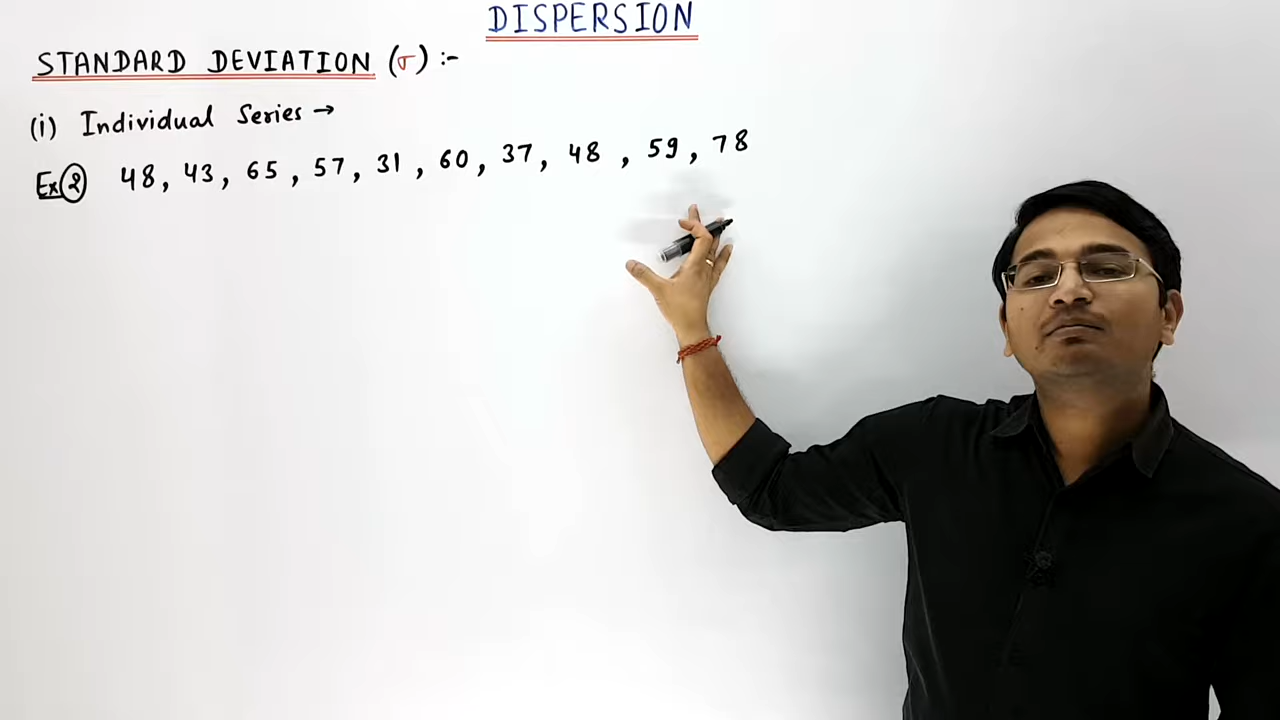 DISPERSION
STANDARD DEVIATION (σ) :-
(i) Individual Series →
Ex② 48, 43, 65, 57, 31, 60, 37, 48, 59, 78